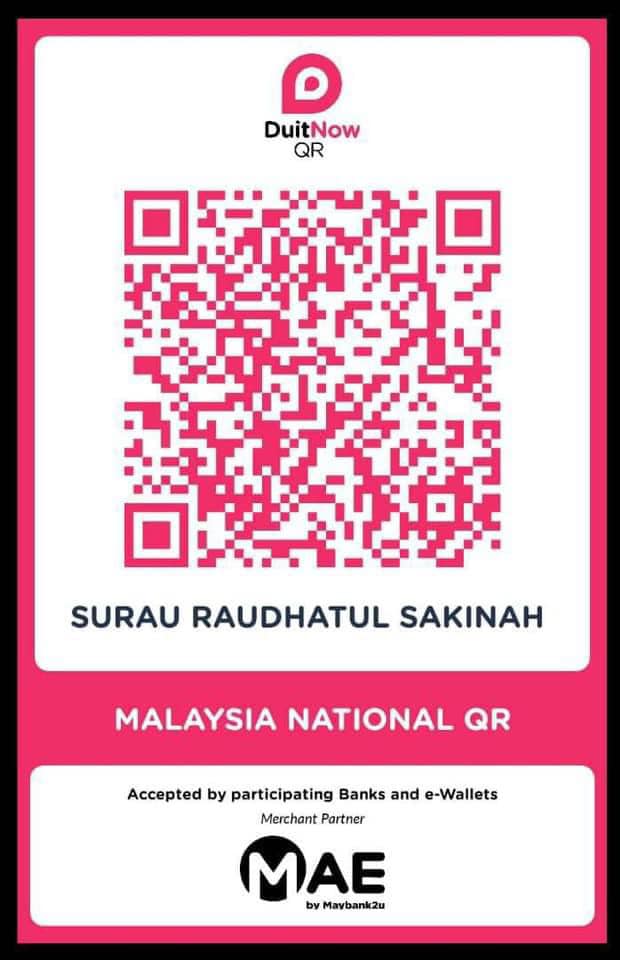 DuitNow
QR
SURAU RAUDHATUL SAKINAH
MALAYSIA NATIONAL QR
Accepted by participating Banks and e-Wallets
Merchant Partner
MAE
by Maybank2u